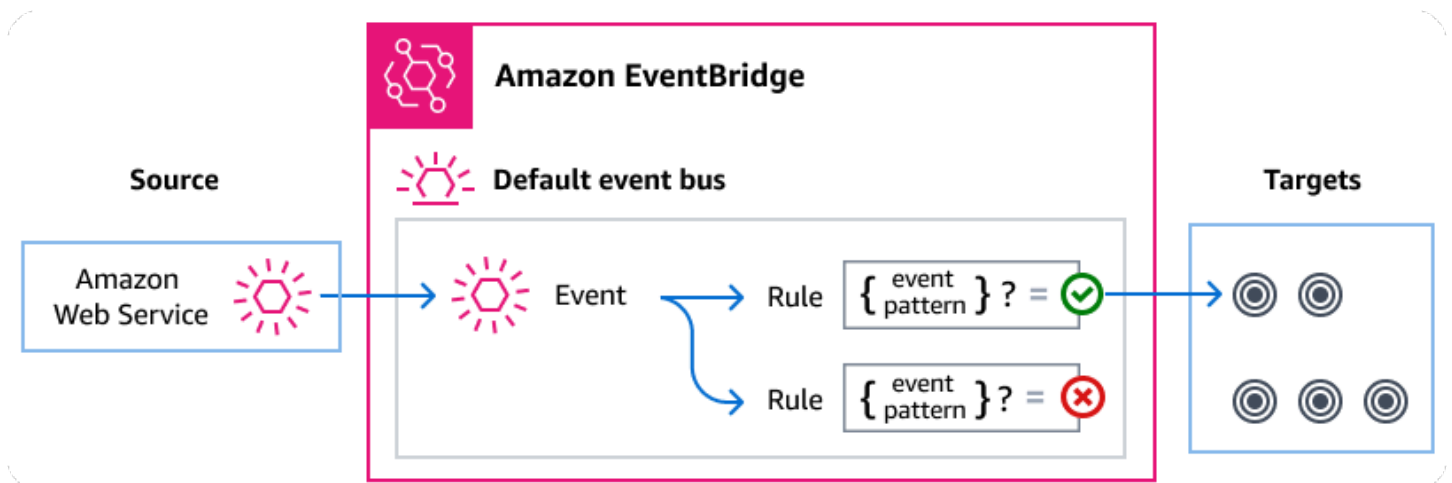 Amazon EventBridge
Source
Default event bus
Targets
Amazon
Web Service
Event
Rule
{ event
pattern } ? =
Rule
{ event
pattern } ? =